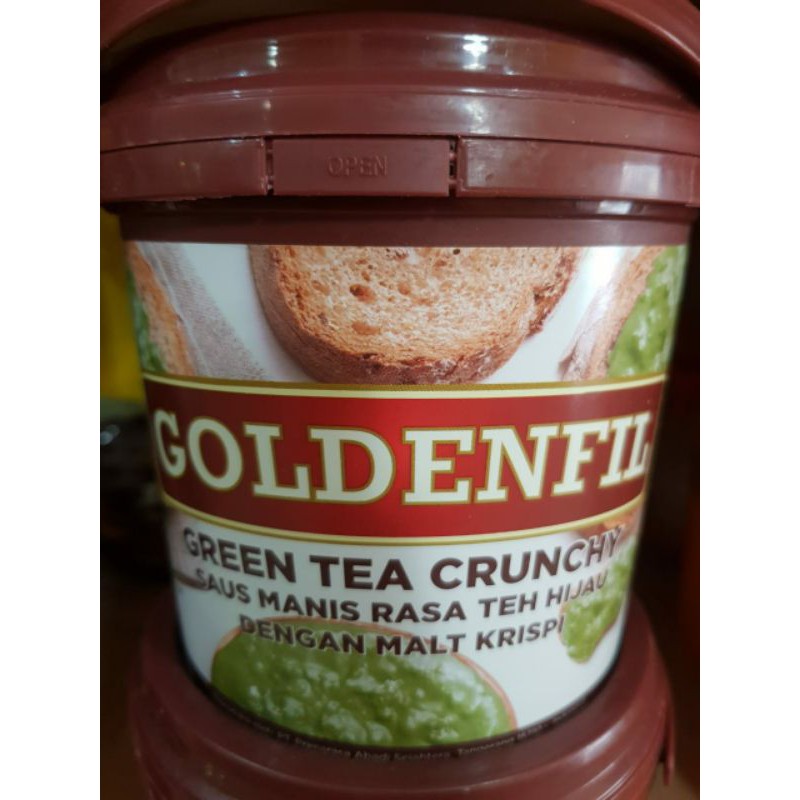 OPEN
GOLDENFIL
GREEN TEA CRUNCHY
SAUS MANIS RASA TEH HIJAU
DENGAN MALT KRISPI